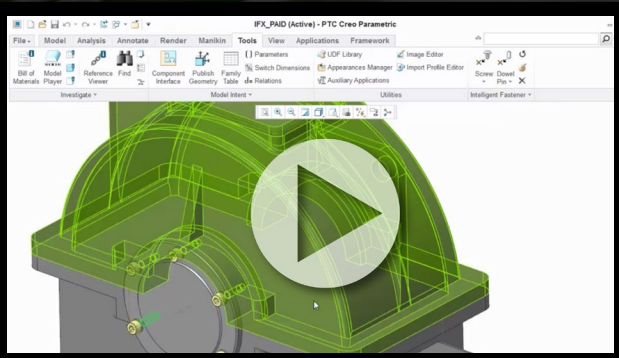 IFX_PAID (Active) - PTC Creo Parametric
File Model Analysis Annotate Render Manikin Tools View Applications Framework
Bill of Materials
Model Player
Reference Viewer
Find
Component Interface
Publish Geometry
Family Table
{ } Parameters
Switch Dimensions
d= Relations
UDF Library
Appearances Manager
Auxiliary Applications
Image Editor
Import Profile Editor
Screw
Dowel Pin
Investigate Model Intent Utilities Intelligent Fastener